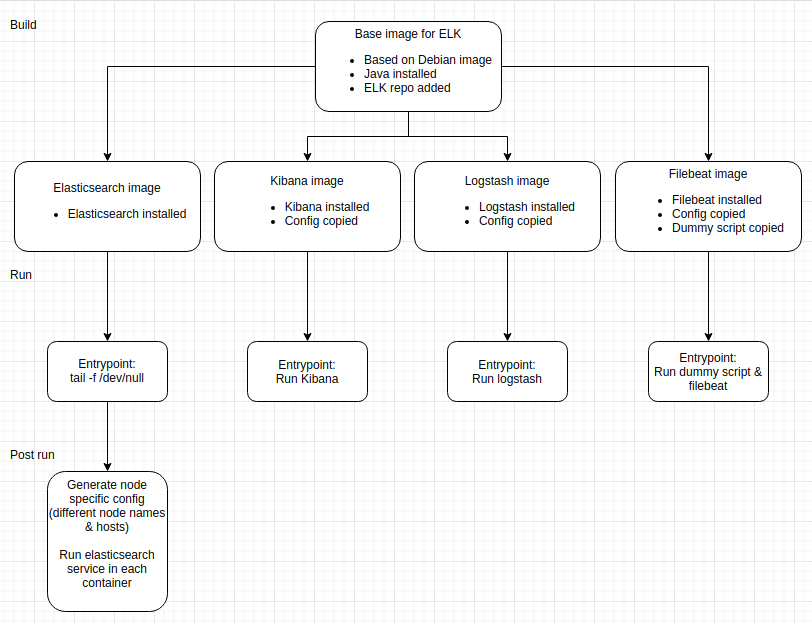 Build
Base image for ELK
• Based on Debian image
• Java installed
• ELK repo added
Elasticsearch image
• Elasticsearch installed
Kibana image
• Kibana installed
• Config copied
Logstash image
• Logstash installed
• Config copied
Filebeat image
• Filebeat installed
• Config copied
• Dummy script copied
Run
Entrypoint:
tail -f /dev/null
Entrypoint:
Run Kibana
Entrypoint:
Run logstash
Entrypoint:
Run dummy script &
filebeat
Post run
Generate node
specific config
(different node names
& hosts)
Run elasticsearch
service in each
container